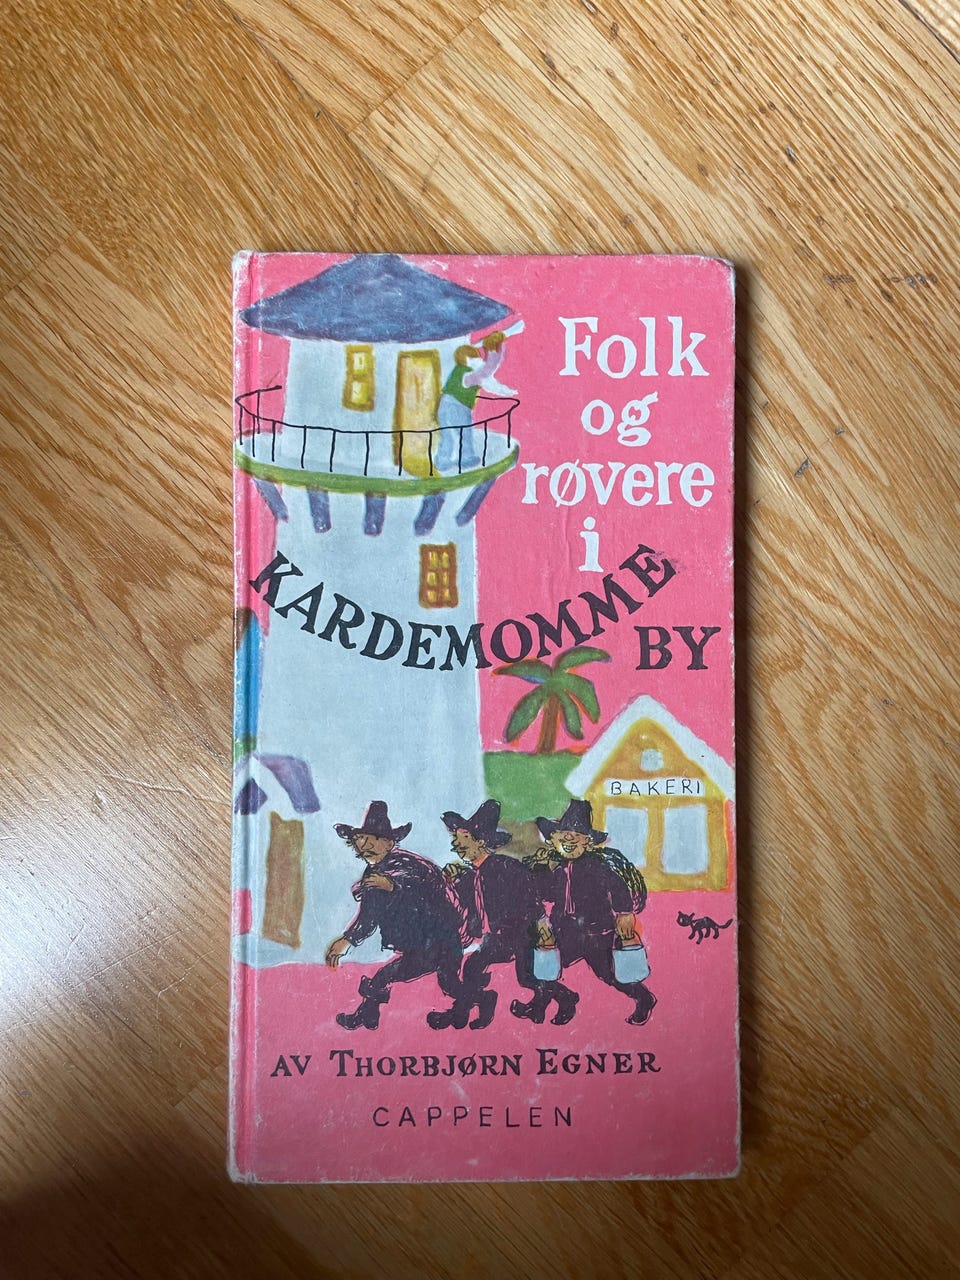 Folk
og
røvere
i
KARDEMOMME
BY
BAKERI
AV THORBJØRN EGNER
CAPPELEN